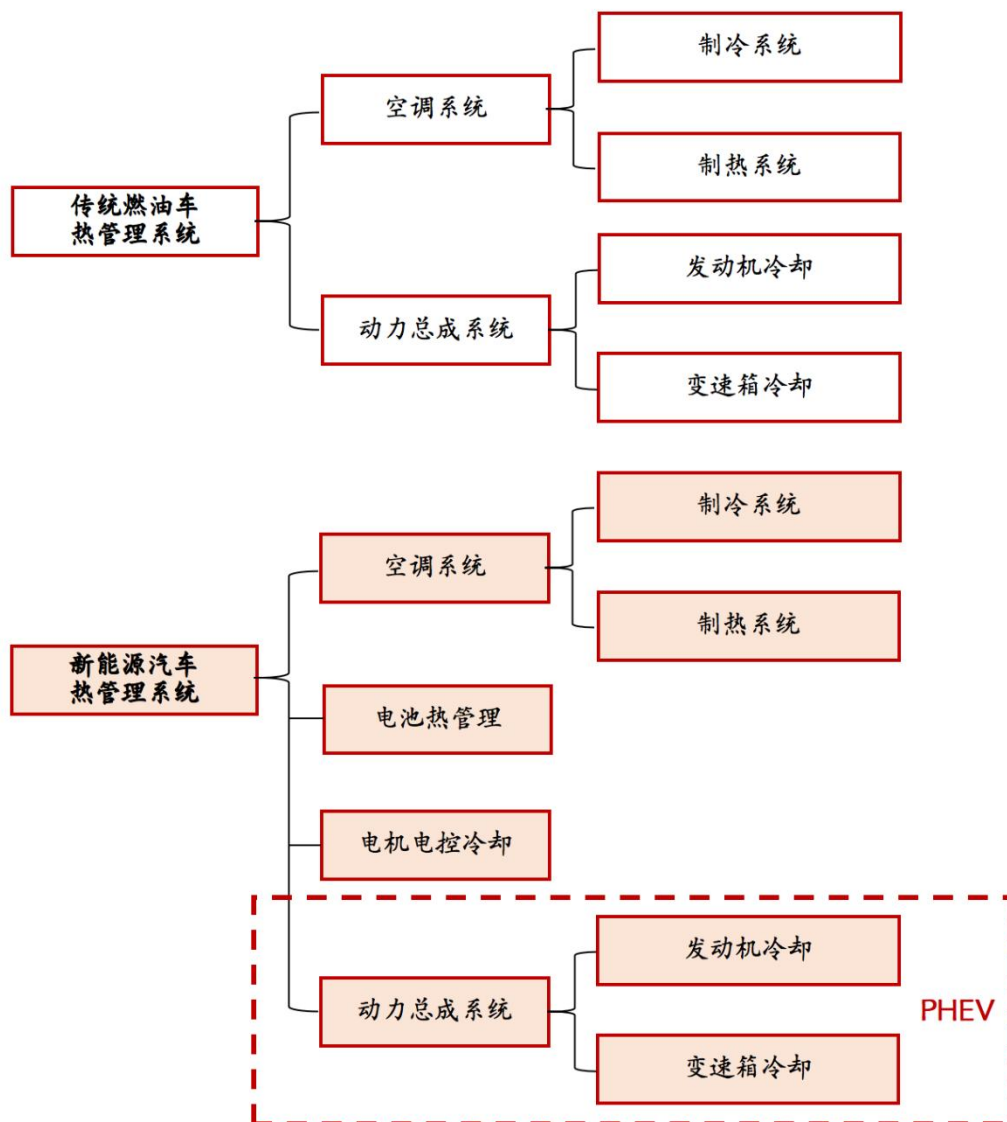 传统燃油车
热管理系统
空调系统
制冷系统
制热系统
动力总成系统
发动机冷却
变速箱冷却
新能源汽车
热管理系统
空调系统
制冷系统
制热系统
电池热管理
电机电控冷却
动力总成系统
发动机冷却
变速箱冷却
PHEV